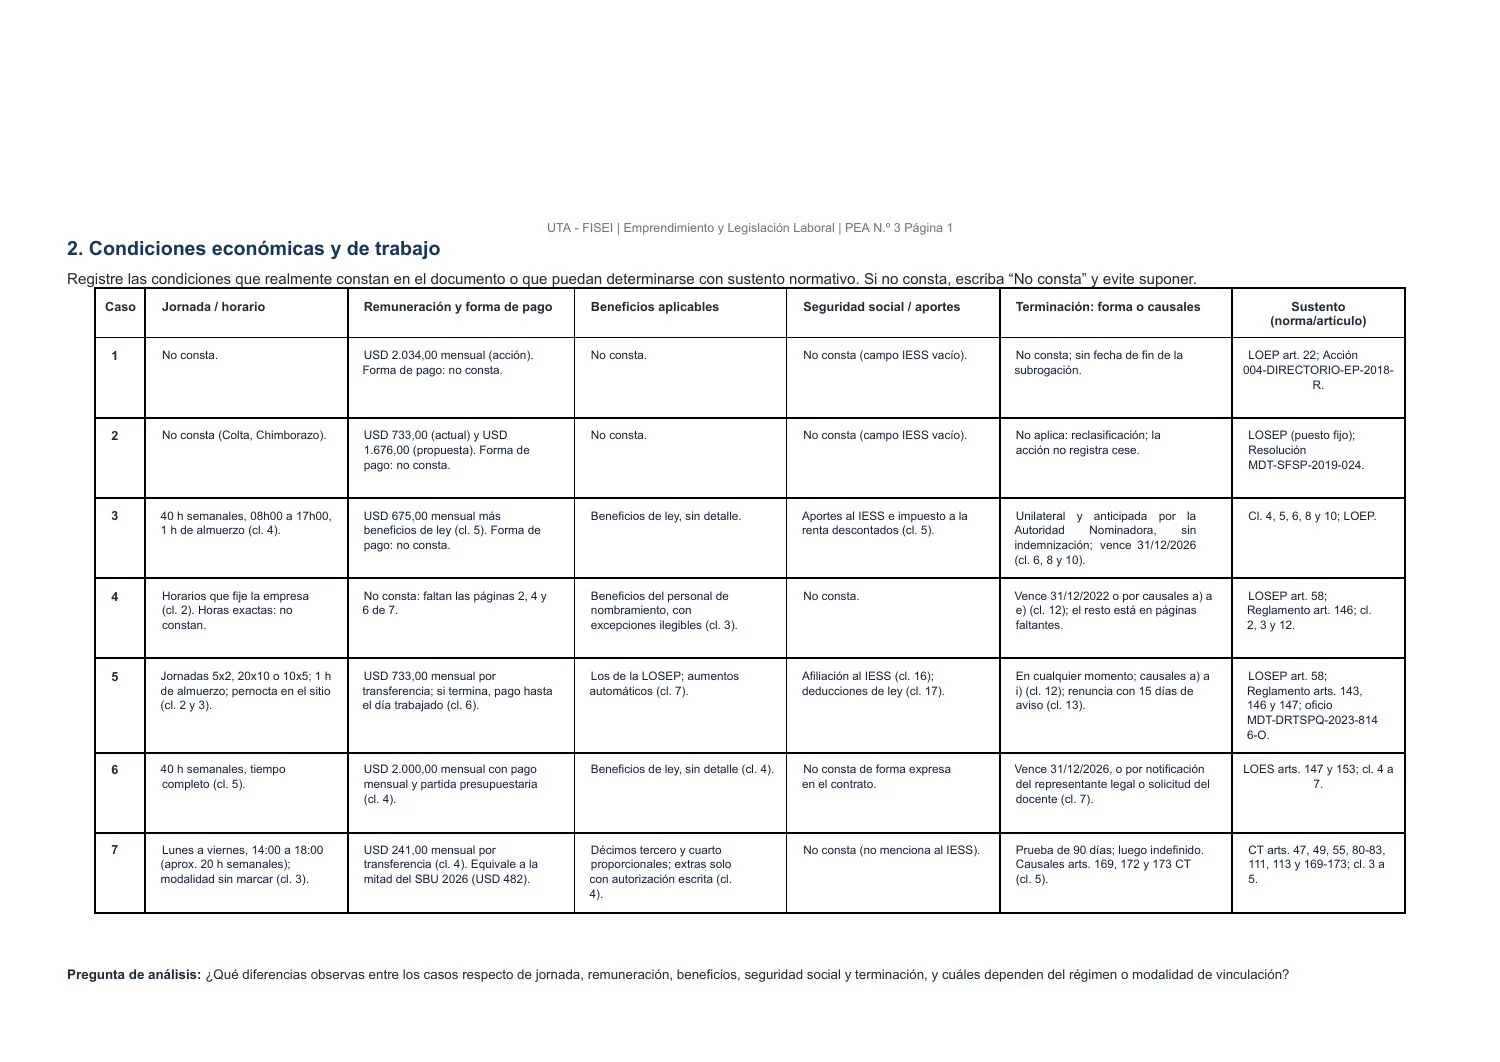 UTA - FISEI | Emprendimiento y Legislación Laboral | PEA N.º 3 Página 1
2. Condiciones económicas y de trabajo
Registre las condiciones que realmente constan en el documento o que puedan determinarse con sustento normativo. Si no consta, escriba “No consta” y evite suponer.
Caso
Jornada / horario
Remuneración y forma de pago
Beneficios aplicables
Seguridad social / aportes
Terminación: forma o causales
Sustento
(norma/artículo)
1
No consta.
USD 2.034,00 mensual (acción).
Forma de pago: no consta.
No consta.
No consta (campo IESS vacío).
No consta; sin fecha de fin de la
subrogación.
LOEP art. 22; Acción
004-DIRECTORIO-EP-2018-
R.
2
No consta (Colta, Chimborazo).
USD 733,00 (actual) y USD
1.676,00 (propuesta). Forma de
pago: no consta.
No consta.
No consta (campo IESS vacío).
No aplica: reclasificación; la
acción no registra cese.
LOSEP (puesto fijo);
Resolución
MDT-SFSP-2019-024.
3
40 h semanales, 08h00 a 17h00,
1 h de almuerzo (cl. 4).
USD 675,00 mensual más
beneficios de ley (cl. 5). Forma de
pago: no consta.
Beneficios de ley, sin detalle.
Aportes al IESS e impuesto a la
renta descontados (cl. 5).
Unilateral y anticipada por la
Autoridad Nominadora, sin
indemnización; vence 31/12/2026
(cl. 6, 8 y 10).
Cl. 4, 5, 6, 8 y 10; LOEP.
4
Horarios que fije la empresa
(cl. 2). Horas exactas: no
constan.
No consta: faltan las páginas 2, 4 y
6 de 7.
Beneficios del personal de
nombramiento, con
excepciones ilegibles (cl. 3).
No consta.
Vence 31/12/2022 o por causales a) a
e) (cl. 12); el resto está en páginas
faltantes.
LOSEP art. 58;
Reglamento art. 146; cl.
2, 3 y 12.
5
Jornadas 5x2, 20x10 o 10x5; 1 h
de almuerzo; pernocta en el sitio
(cl. 2 y 3).
USD 733,00 mensual por
transferencia; si termina, pago hasta
el día trabajado (cl. 6).
Los de la LOSEP; aumentos
automáticos (cl. 7).
Afiliación al IESS (cl. 16);
deducciones de ley (cl. 17).
En cualquier momento; causales a) a
i) (cl. 12); renuncia con 15 días de
aviso (cl. 13).
LOSEP art. 58;
Reglamento arts. 143,
146 y 147; oficio
MDT-DRTSPQ-2023-814
6-O.
6
40 h semanales, tiempo
completo (cl. 5).
USD 2.000,00 mensual con pago
mensual y partida presupuestaria
(cl. 4).
Beneficios de ley, sin detalle (cl. 4).
No consta de forma expresa
en el contrato.
Vence 31/12/2026, o por notificación
del representante legal o solicitud del
docente (cl. 7).
LOES arts. 147 y 153; cl. 4 a
7.
7
Lunes a viernes, 14:00 a 18:00
(aprox. 20 h semanales);
modalidad sin marcar (cl. 3).
USD 241,00 mensual por
transferencia (cl. 4). Equivale a la
mitad del SBU 2026 (USD 482).
Décimos tercero y cuarto
proporcionales; extras solo
con autorización escrita (cl.
4).
No consta (no menciona al IESS).
Prueba de 90 días; luego indefinido.
Causales arts. 169, 172 y 173 CT
(cl. 5).
CT arts. 47, 49, 55, 80-83,
111, 113 y 169-173; cl. 3 a
5.
Pregunta de análisis: ¿Qué diferencias observas entre los casos respecto de jornada, remuneración, beneficios, seguridad social y terminación, y cuáles dependen del régimen o modalidad de vinculación?